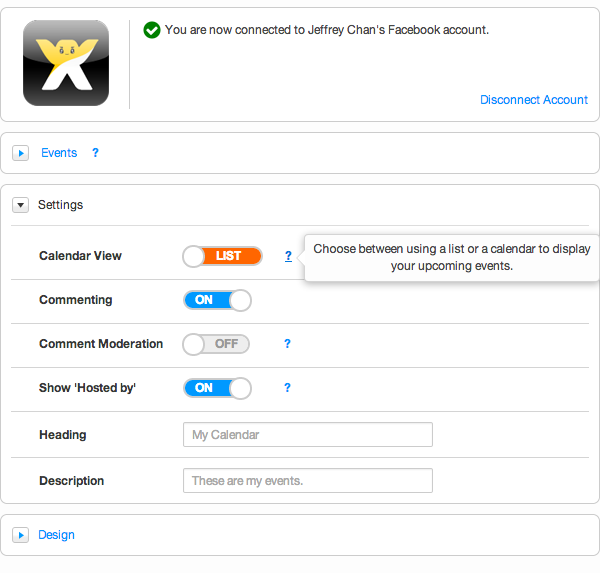 You are now connected to Jeffrey Chan's Facebook account.
Disconnect Account
Events ?
Settings
Calendar View LIST ? Choose between using a list or a calendar to display
your upcoming events.
Commenting ON
Comment Moderation OFF ?
Show 'Hosted by' ON ?
Heading My Calendar
Description These are my events.
Design